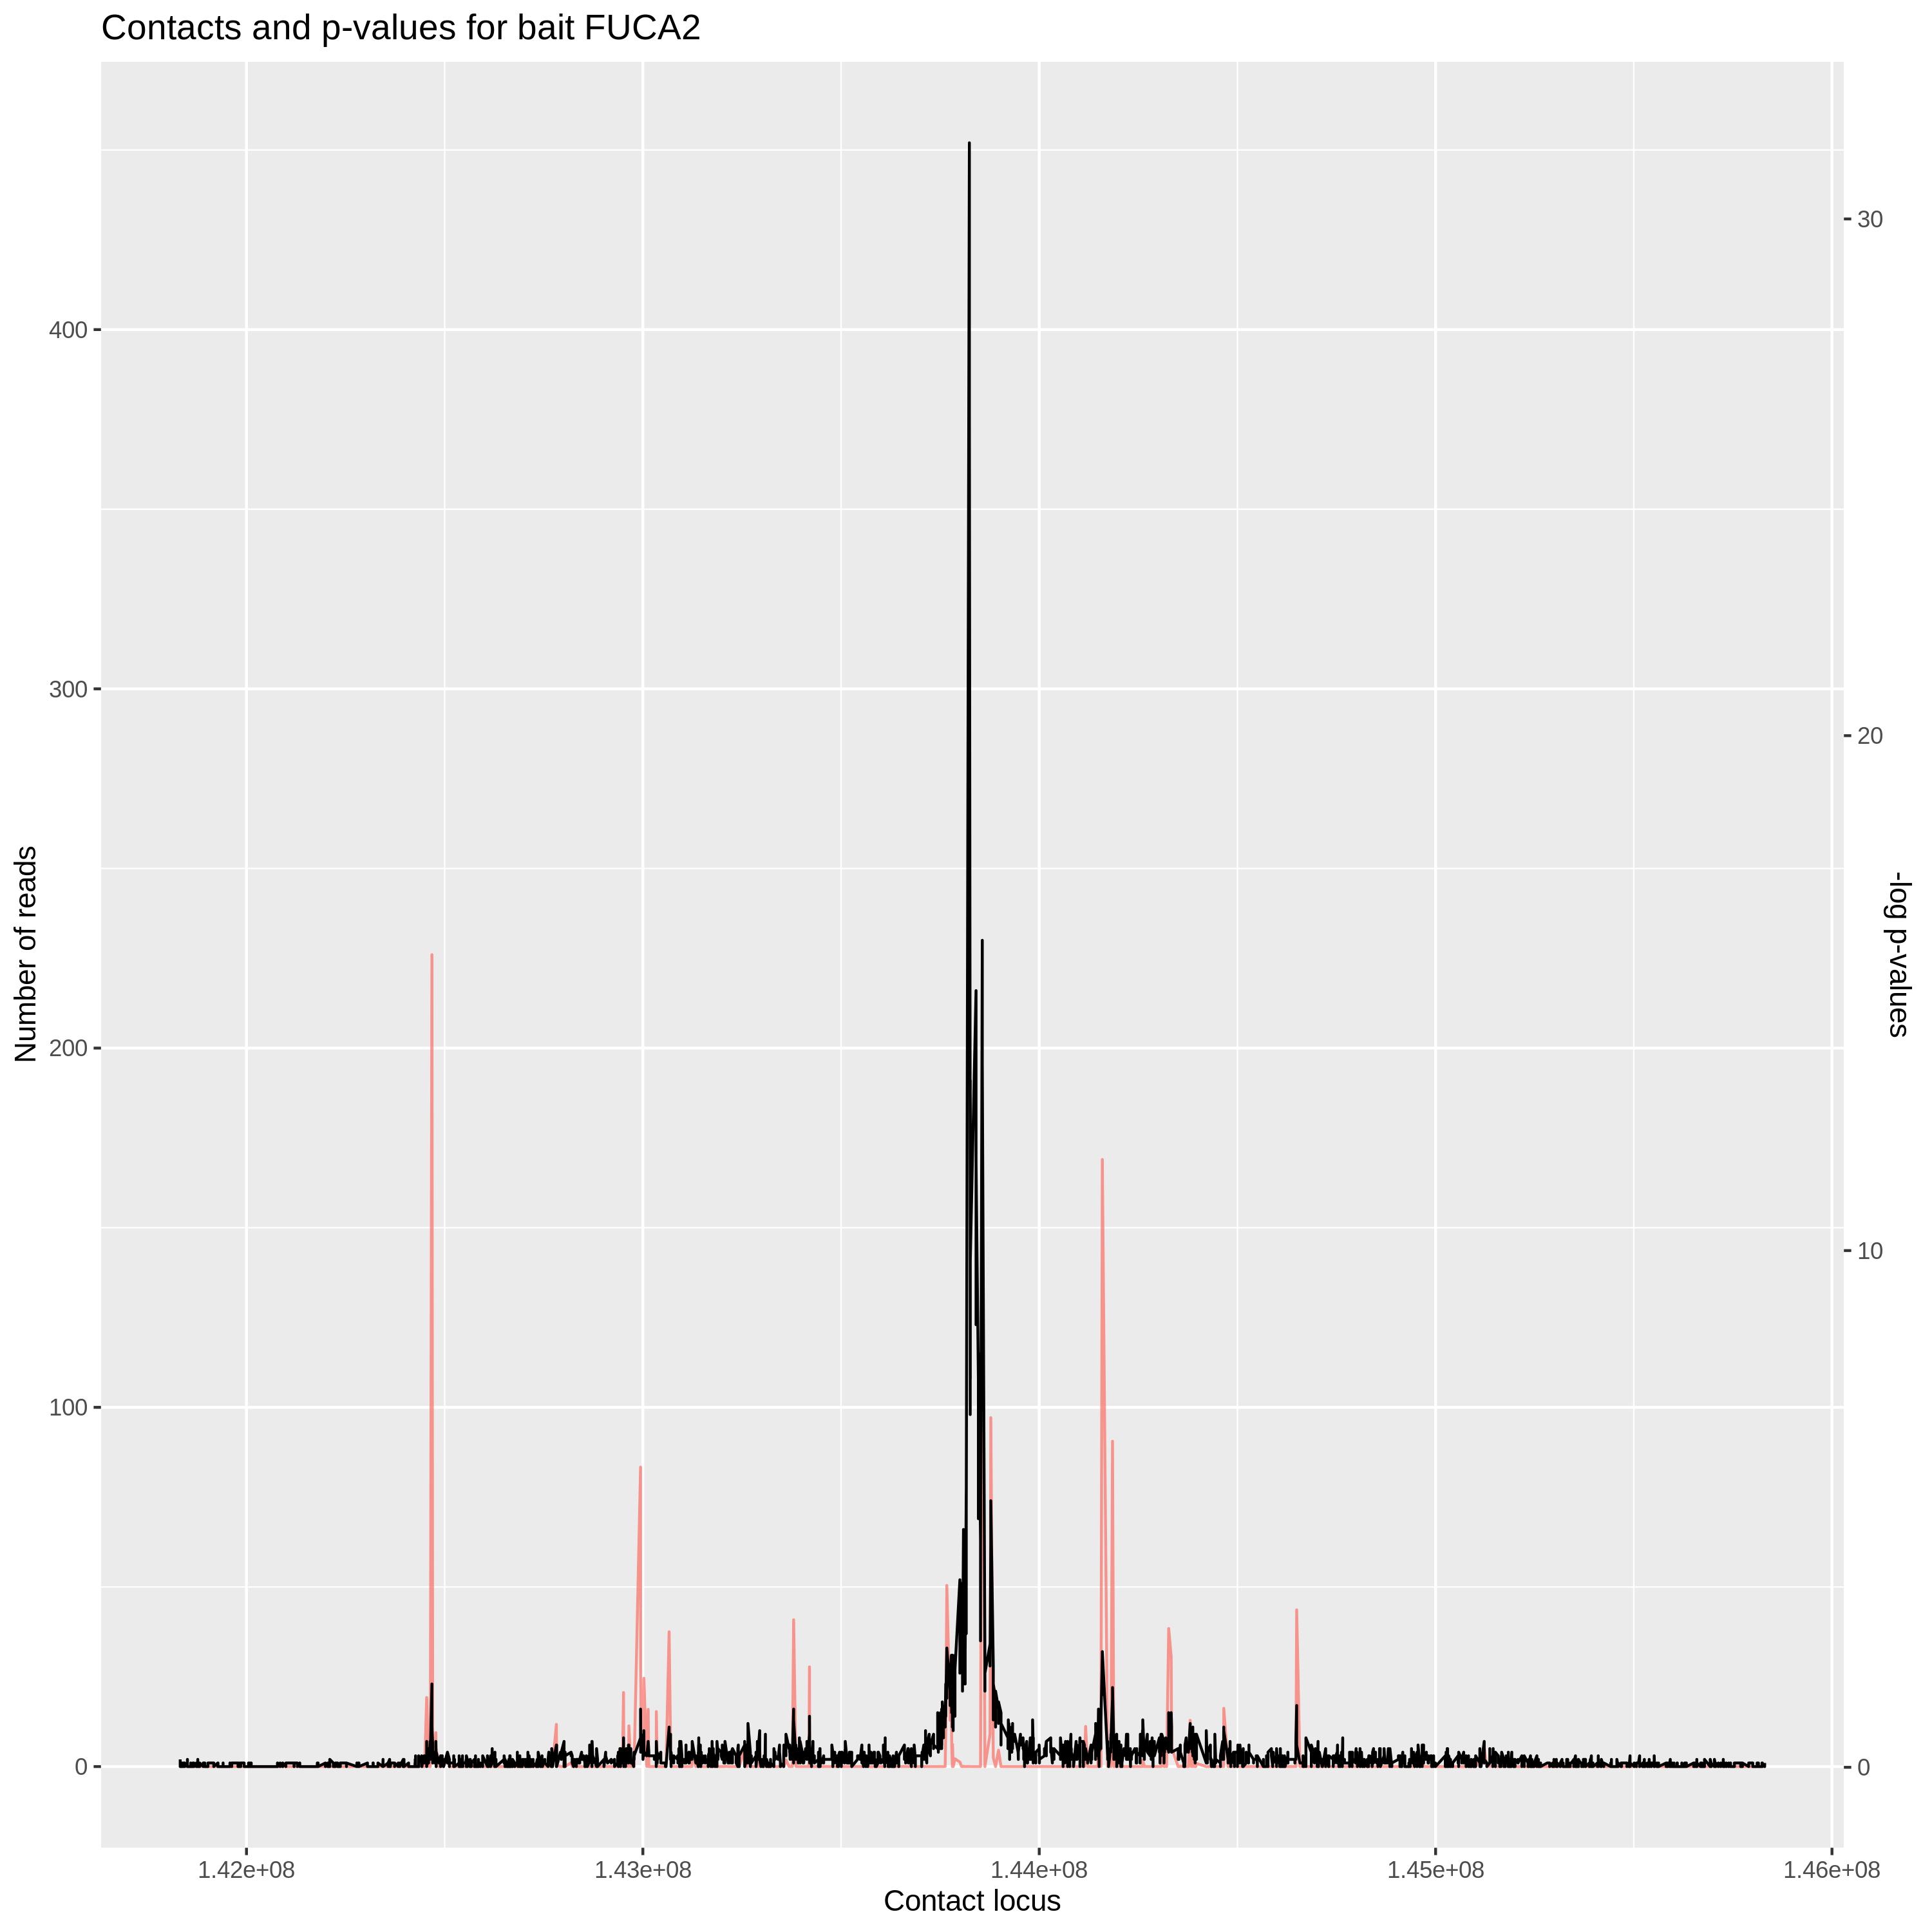 Contacts and p-values for bait FUCA2
Number of reads
400
300
200
100
0
30
20
10
0
-log p-values
1.42e+08 1.43e+08 1.44e+08 1.45e+08 1.46e+08
Contact locus